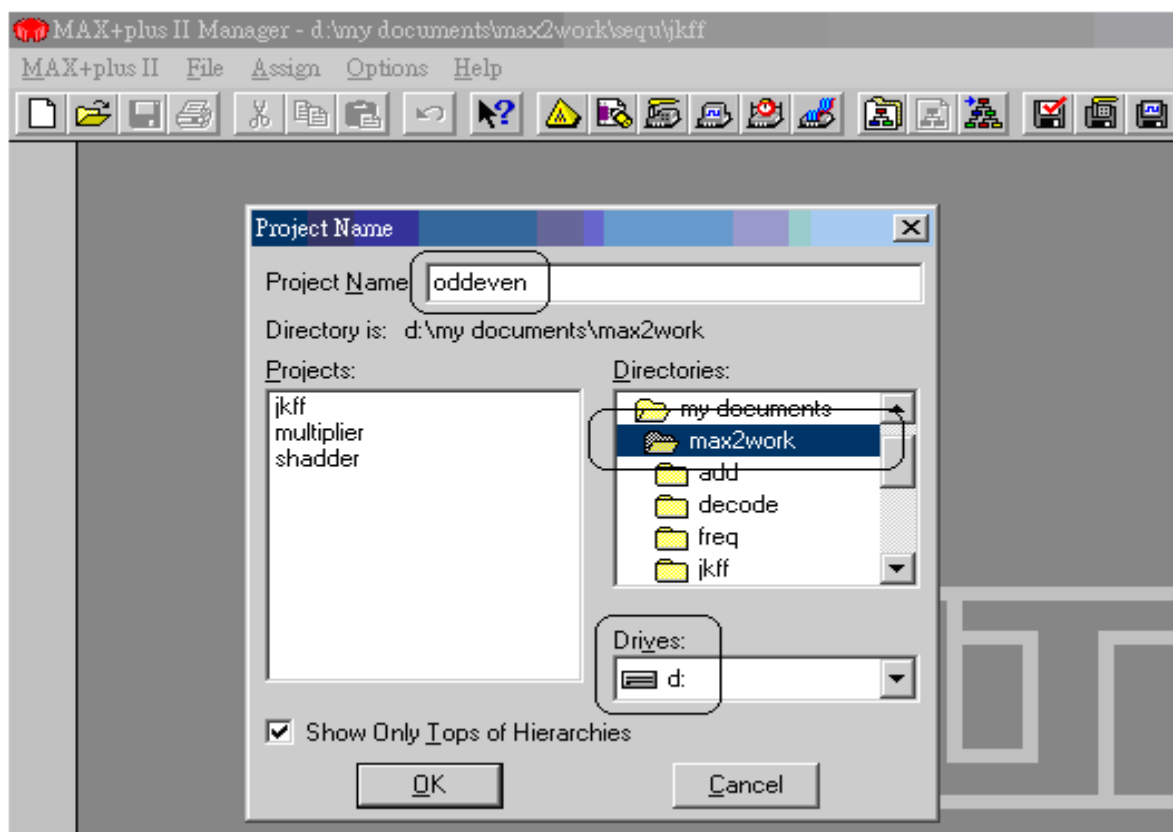 MAX+plus II Manager - d:\my documents\max2work\sequ\jkff
MAX+plus II File Assign Options Help
Project Name
Project Name oddeven
Directory is: d:\my documents\max2work
Projects:
jkff
multiplier
shadder
Directories:
my documents
max2work
add
decode
freq
jkff
Drives:
d:
Show Only Tops of Hierarchies
OK Cancel